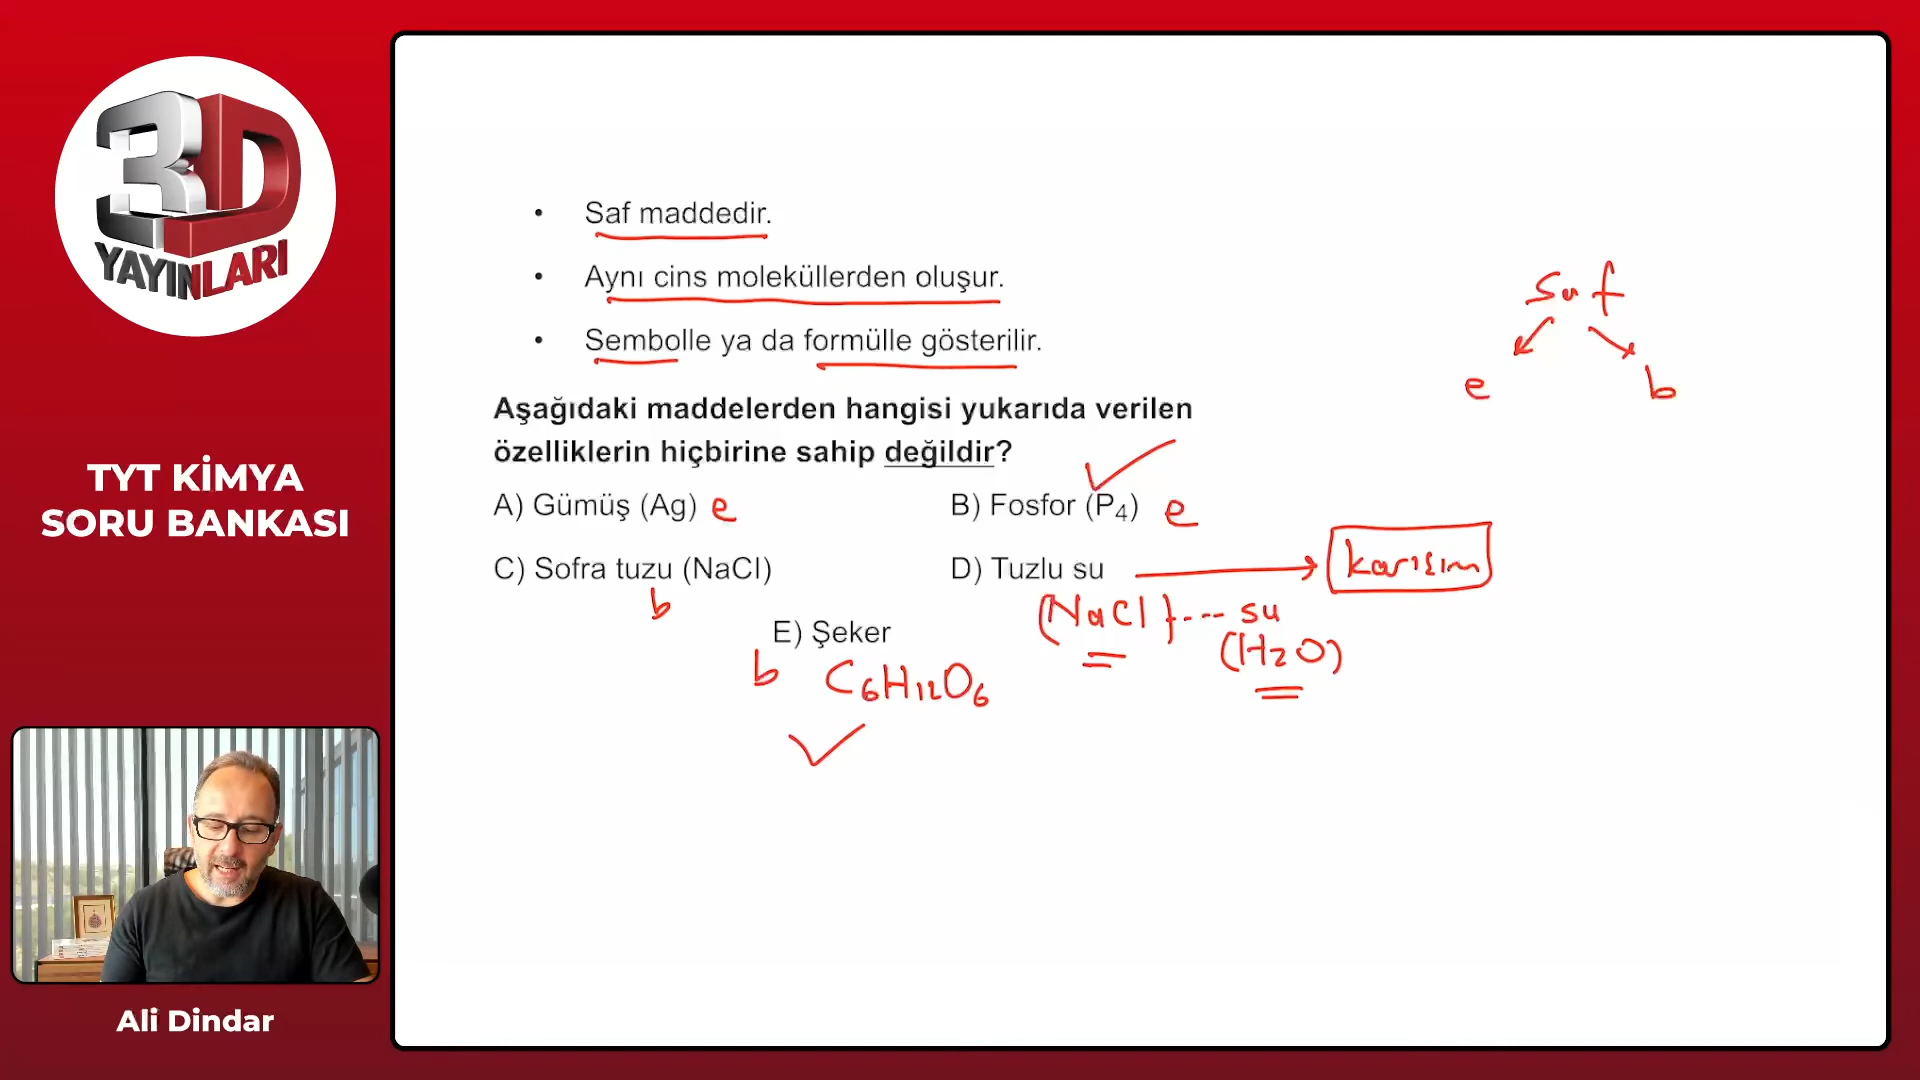 3D
YAYINLARI
TYT KİMYA
SORU BANKASI
Ali Dindar
• Saf maddedir.
• Aynı cins moleküllerden oluşur.
• Sembolle ya da formülle gösterilir.
Aşağıdaki maddelerden hangisi yukarıda verilen
özelliklerin hiçbirine sahip değildir?
A) Gümüş (Ag) e
B) Fosfor (P₄) e
C) Sofra tuzu (NaCl)
b
D) Tuzlu su → karışım
(NaCl)---- su
(H₂O)
E) Şeker
b C₆H₁₂O₆
saf
e b